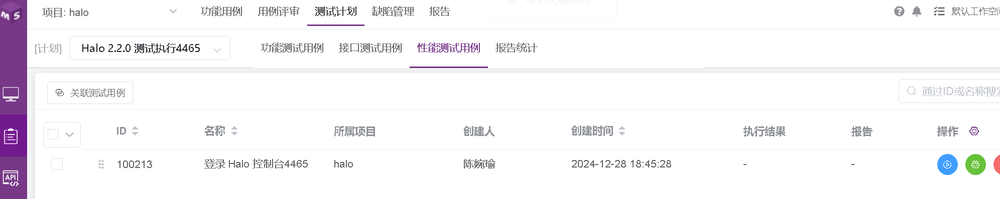 MS
项目: halo 功能用例 用例评审 测试计划 缺陷管理 报告 默认工作空
[计划] Halo 2.2.0 测试执行4465 功能测试用例 接口测试用例 性能测试用例 报告统计
关联测试用例 通过ID或名称搜
ID 名称 所属项目 创建人 创建时间 执行结果 报告 操作
100213 登录 Halo 控制台4465 halo 陈婉瑜 2024-12-28 18:45:28 - -
API